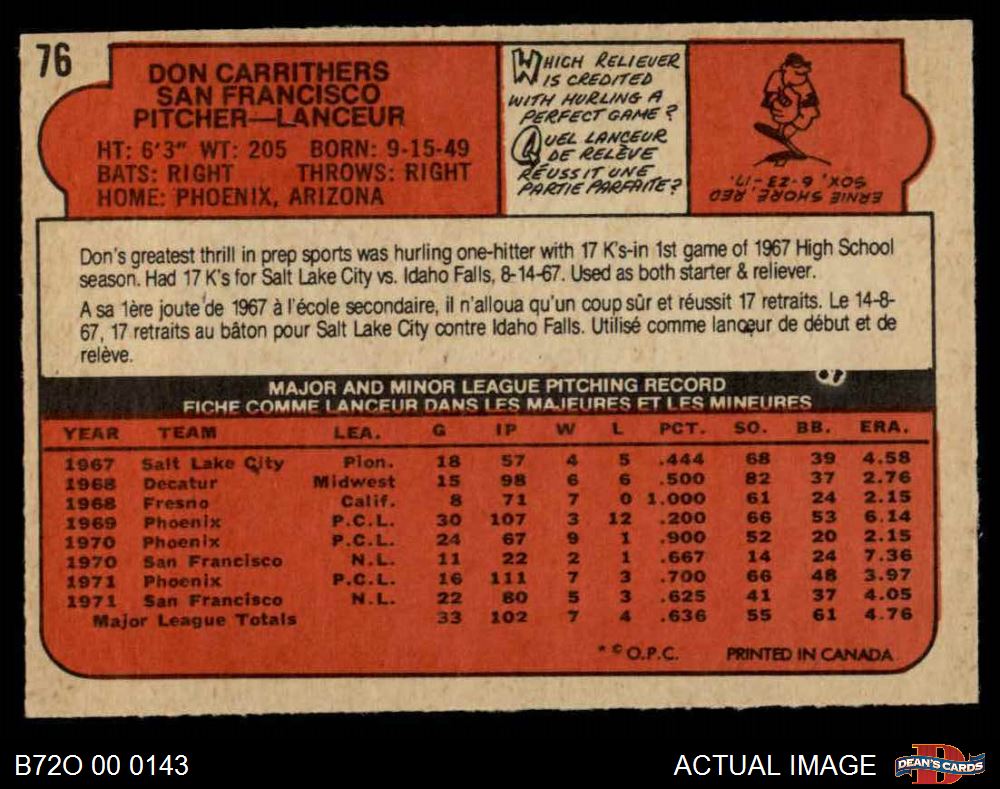 76
DON CARRITHERS
SAN FRANCISCO
PITCHER—LANCEUR
HT: 6'3" WT: 205 BORN: 9-15-49
BATS: RIGHT THROWS: RIGHT
HOME: PHOENIX, ARIZONA
WHICH RELIEVER
IS CREDITED
WITH HURLING A
PERFECT GAME?
QUEL LANCEUR
DE RELÈVE
RÉUSSIT UNE
PARTIE PARFAITE?
ERNIE SHORE, RED
SOX, 6-23-'17.
Don's greatest thrill in prep sports was hurling one-hitter with 17 K's-in 1st game of 1967 High School
season. Had 17 K's for Salt Lake City vs. Idaho Falls, 8-14-67. Used as both starter & reliever.
A sa 1ère joute de 1967 à l'école secondaire, il n'alloua qu'un coup sûr et réussit 17 retraits. Le 14-8-
67, 17 retraits au bâton pour Salt Lake City contre Idaho Falls. Utilisé comme lanceur de début et de
relève.
MAJOR AND MINOR LEAGUE PITCHING RECORD
FICHE COMME LANCEUR DANS LES MAJEURES ET LES MINEURES
YEAR TEAM LEA. G IP W L PCT. SO. BB. ERA.
1967 Salt Lake City Pion. 18 57 4 5 .444 68 39 4.58
1968 Decatur Midwest 15 98 6 6 .500 82 37 2.76
1968 Fresno Calif. 8 71 7 0 1.000 61 24 2.15
1969 Phoenix P.C.L. 30 107 3 12 .200 66 53 6.14
1970 Phoenix P.C.L. 24 67 9 1 .900 52 20 2.15
1970 San Francisco N.L. 11 22 2 1 .667 14 24 7.36
1971 Phoenix P.C.L. 16 111 7 3 .700 66 48 3.97
1971 San Francisco N.L. 22 80 5 3 .625 41 37 4.05
Major League Totals 33 102 7 4 .636 55 61 4.76
* © O.P.C. PRINTED IN CANADA
B72O 00 0143
ACTUAL IMAGE
D
DEAN'S CARDS